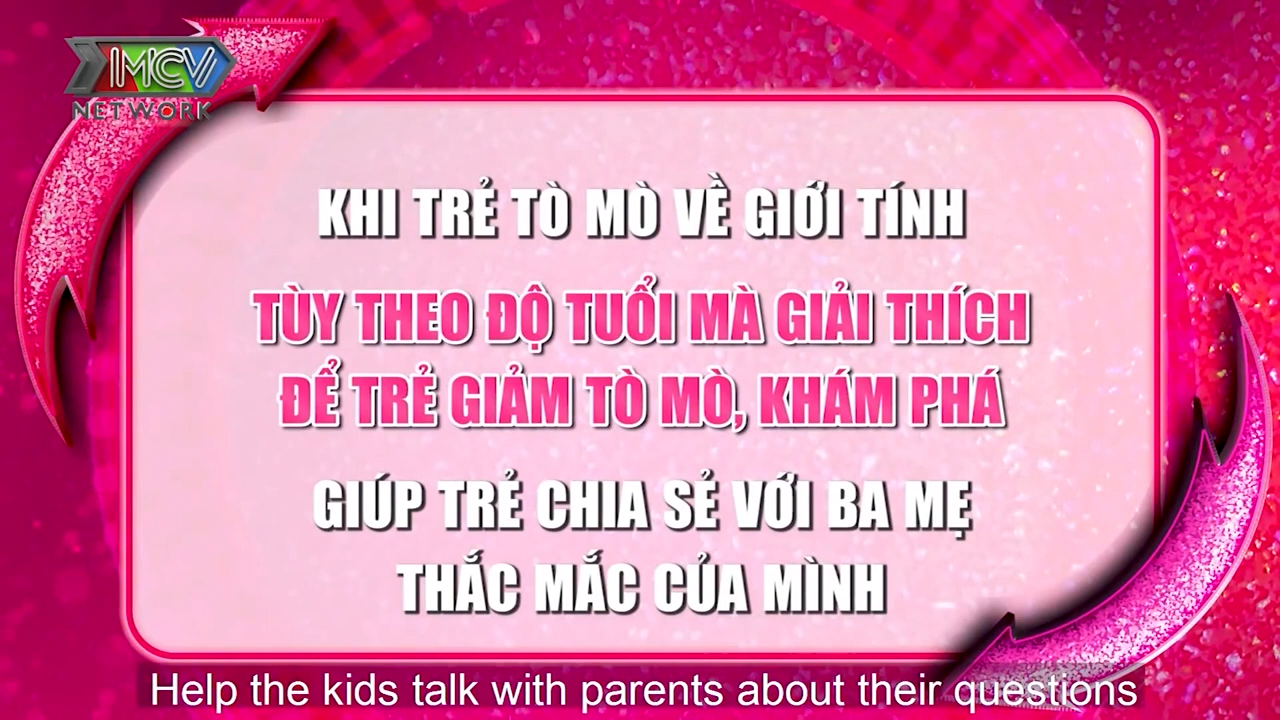 MCV
NETWORK
KHI TRẺ TÒ MÒ VỀ GIỚI TÍNH
TÙY THEO ĐỘ TUỔI MÀ GIẢI THÍCH
ĐỂ TRẺ GIẢM TÒ MÒ, KHÁM PHÁ
GIÚP TRẺ CHIA SẺ VỚI BA MẸ
THẮC MẮC CỦA MÌNH
Help the kids talk with parents about their questions